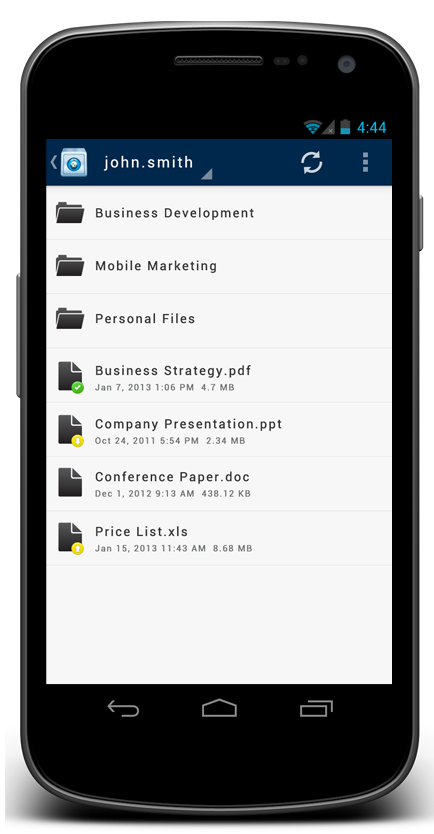 4:44
john.smith
Business Development
Mobile Marketing
Personal Files
Business Strategy.pdf
Jan 7, 2013 1:06 PM 4.7 MB
Company Presentation.ppt
Oct 24, 2011 5:54 PM 2.34 MB
Conference Paper.doc
Dec 1, 2012 9:13 AM 438.12 KB
Price List.xls
Jan 15, 2013 11:43 AM 8.68 MB